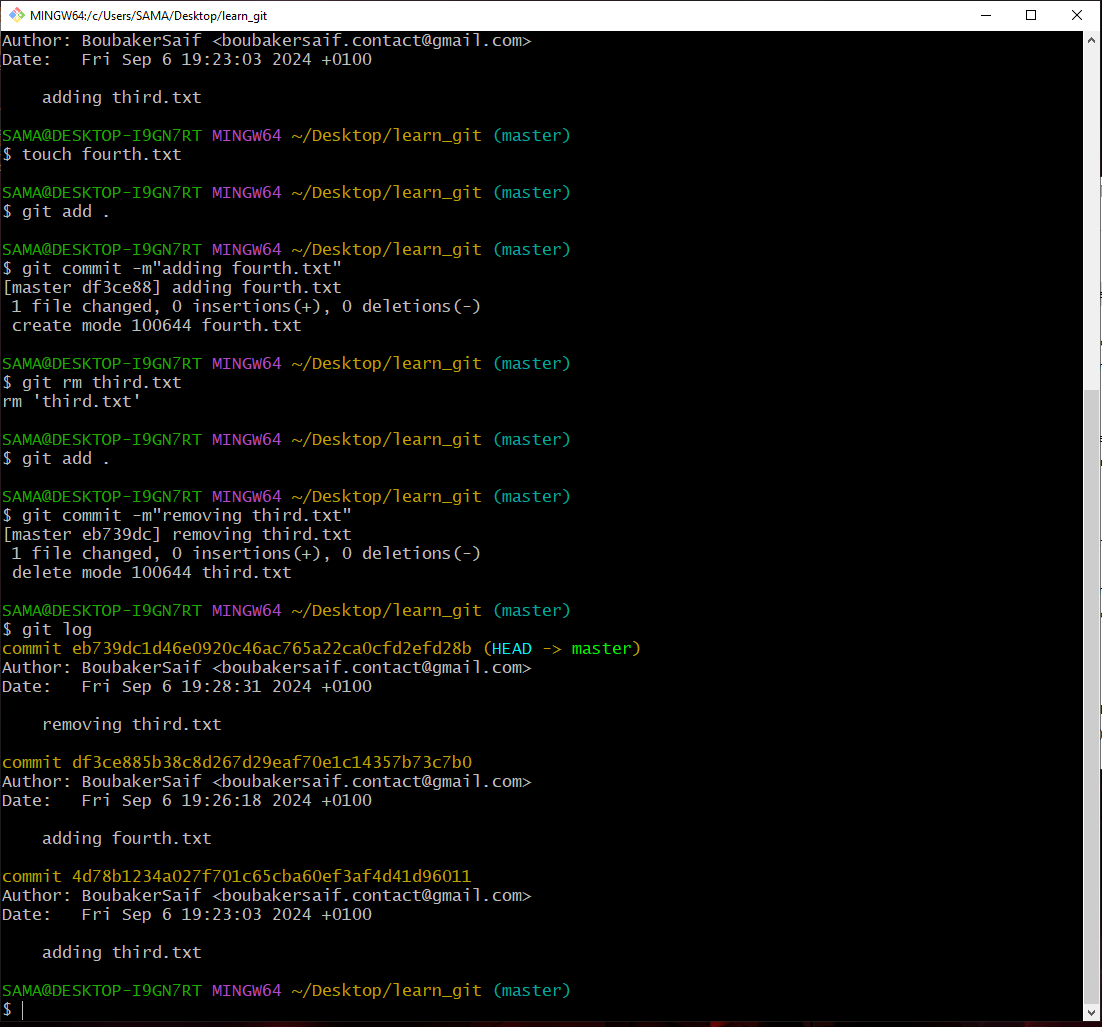 MINGW64:/c/Users/SAMA/Desktop/learn_git
Author: BoubakerSaif <boubakersaif.contact@gmail.com>
Date:   Fri Sep 6 19:23:03 2024 +0100
    adding third.txt
SAMA@DESKTOP-I9GN7RT MINGW64 ~/Desktop/learn_git (master)
$ touch fourth.txt
SAMA@DESKTOP-I9GN7RT MINGW64 ~/Desktop/learn_git (master)
$ git add .
SAMA@DESKTOP-I9GN7RT MINGW64 ~/Desktop/learn_git (master)
$ git commit -m"adding fourth.txt"
[master df3ce88] adding fourth.txt
 1 file changed, 0 insertions(+), 0 deletions(-)
 create mode 100644 fourth.txt
SAMA@DESKTOP-I9GN7RT MINGW64 ~/Desktop/learn_git (master)
$ git rm third.txt
rm 'third.txt'
SAMA@DESKTOP-I9GN7RT MINGW64 ~/Desktop/learn_git (master)
$ git add .
SAMA@DESKTOP-I9GN7RT MINGW64 ~/Desktop/learn_git (master)
$ git commit -m"removing third.txt"
[master eb739dc] removing third.txt
 1 file changed, 0 insertions(+), 0 deletions(-)
 delete mode 100644 third.txt
SAMA@DESKTOP-I9GN7RT MINGW64 ~/Desktop/learn_git (master)
$ git log
commit eb739dc1d46e0920c46ac765a22ca0cfd2efd28b (HEAD -> master)
Author: BoubakerSaif <boubakersaif.contact@gmail.com>
Date:   Fri Sep 6 19:28:31 2024 +0100
    removing third.txt
commit df3ce885b38c8d267d29eaf70e1c14357b73c7b0
Author: BoubakerSaif <boubakersaif.contact@gmail.com>
Date:   Fri Sep 6 19:26:18 2024 +0100
    adding fourth.txt
commit 4d78b1234a027f701c65cba60ef3af4d41d96011
Author: BoubakerSaif <boubakersaif.contact@gmail.com>
Date:   Fri Sep 6 19:23:03 2024 +0100
    adding third.txt
SAMA@DESKTOP-I9GN7RT MINGW64 ~/Desktop/learn_git (master)
$